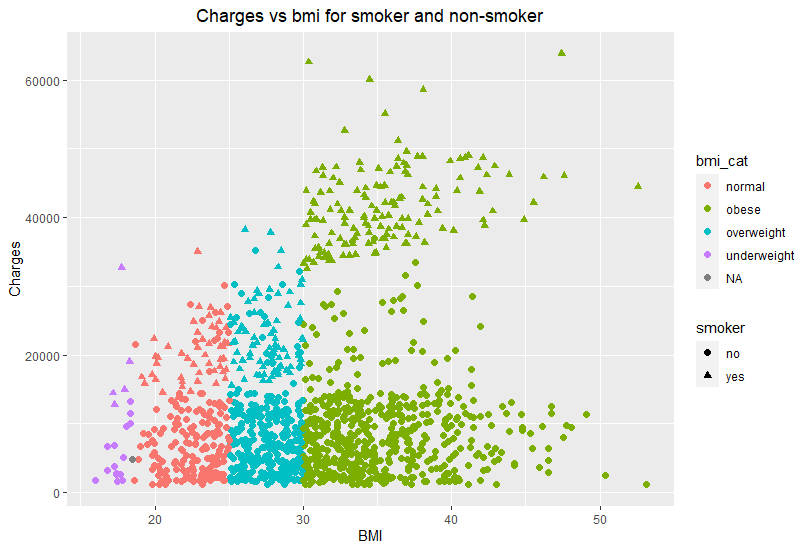 Charges vs bmi for smoker and non-smoker
60000
40000
20000
0
Charges
20
30
40
50
BMI
bmi_cat
normal
obese
overweight
underweight
NA
smoker
no
yes